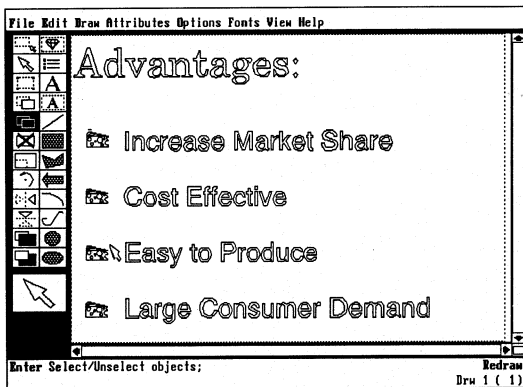 File Edit Draw Attributes Options Fonts View Help
A
A
Advantages:
Increase Market Share
Cost Effective
Easy to Produce
Large Consumer Demand
Enter Select/Unselect objects;
Redraw
Drw 1 ( 1)